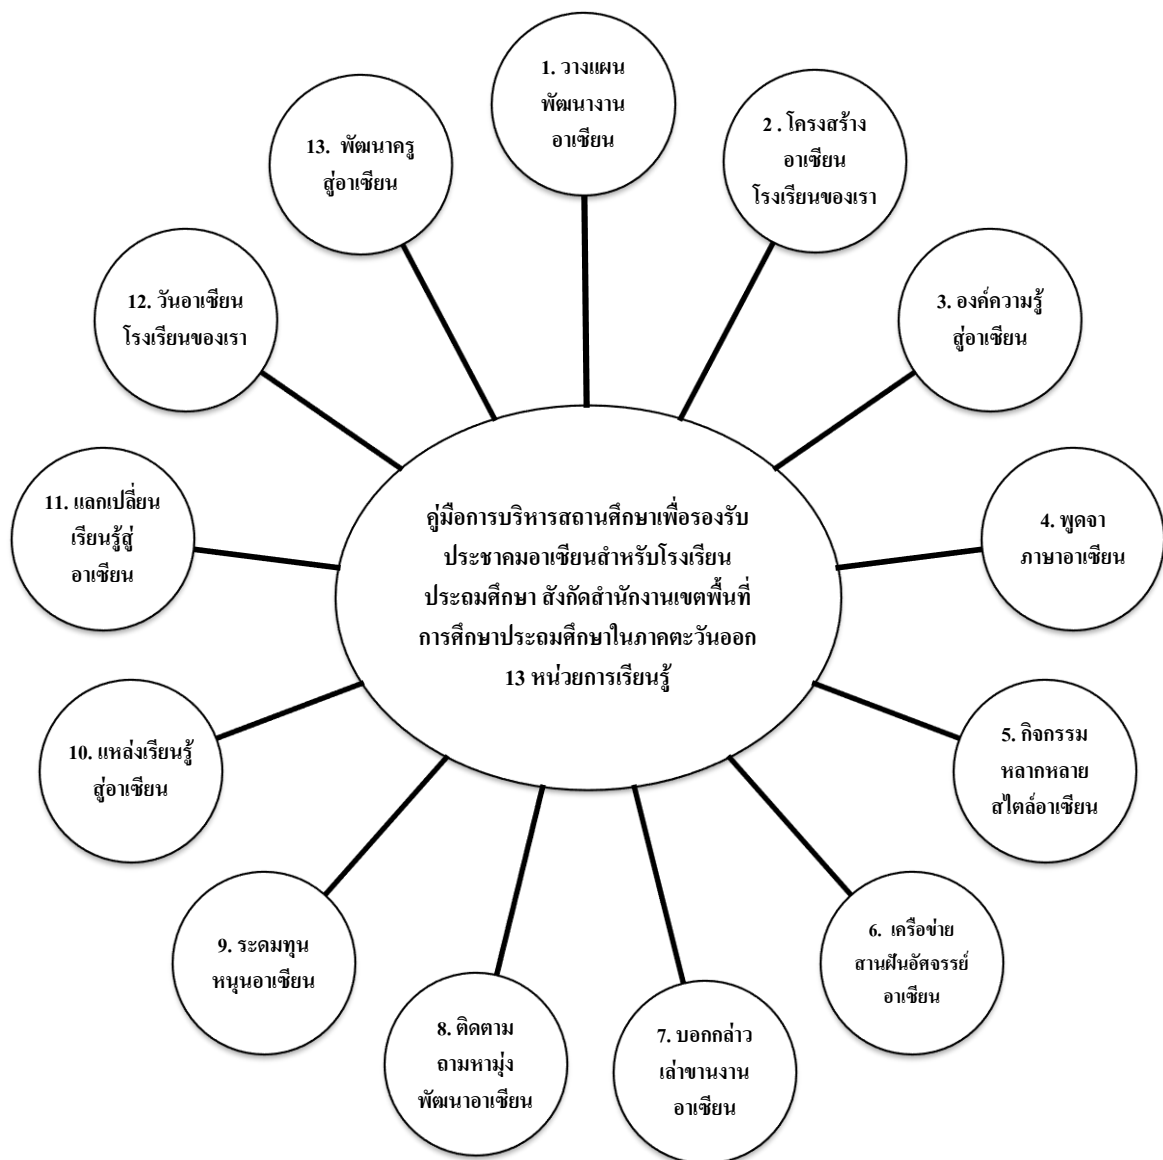 1. วางแผน
พัฒนางาน
อาเซียน
2 . โครงสร้าง
อาเซียน
โรงเรียนของเรา
3. องค์ความรู้
สู่อาเซียน
4. พูดจา
ภาษาอาเซียน
5. กิจกรรม
หลากหลาย
สไตล์อาเซียน
6. เครือข่าย
สานฝันอัศจรรย์
อาเซียน
7. บอกกล่าว
เล่าขานงาน
อาเซียน
8. ติดตาม
ถามหามุ่ง
พัฒนาอาเซียน
9. ระดมทุน
หนุนอาเซียน
10. แหล่งเรียนรู้
สู่อาเซียน
11. แลกเปลี่ยน
เรียนรู้สู่
อาเซียน
12. วันอาเซียน
โรงเรียนของเรา
13. พัฒนาครู
สู่อาเซียน
คู่มือการบริหารสถานศึกษาเพื่อรองรับ
ประชาคมอาเซียนสำหรับโรงเรียน
ประถมศึกษา สังกัดสำนักงานเขตพื้นที่
การศึกษาประถมศึกษาในภาคตะวันออก
13 หน่วยการเรียนรู้